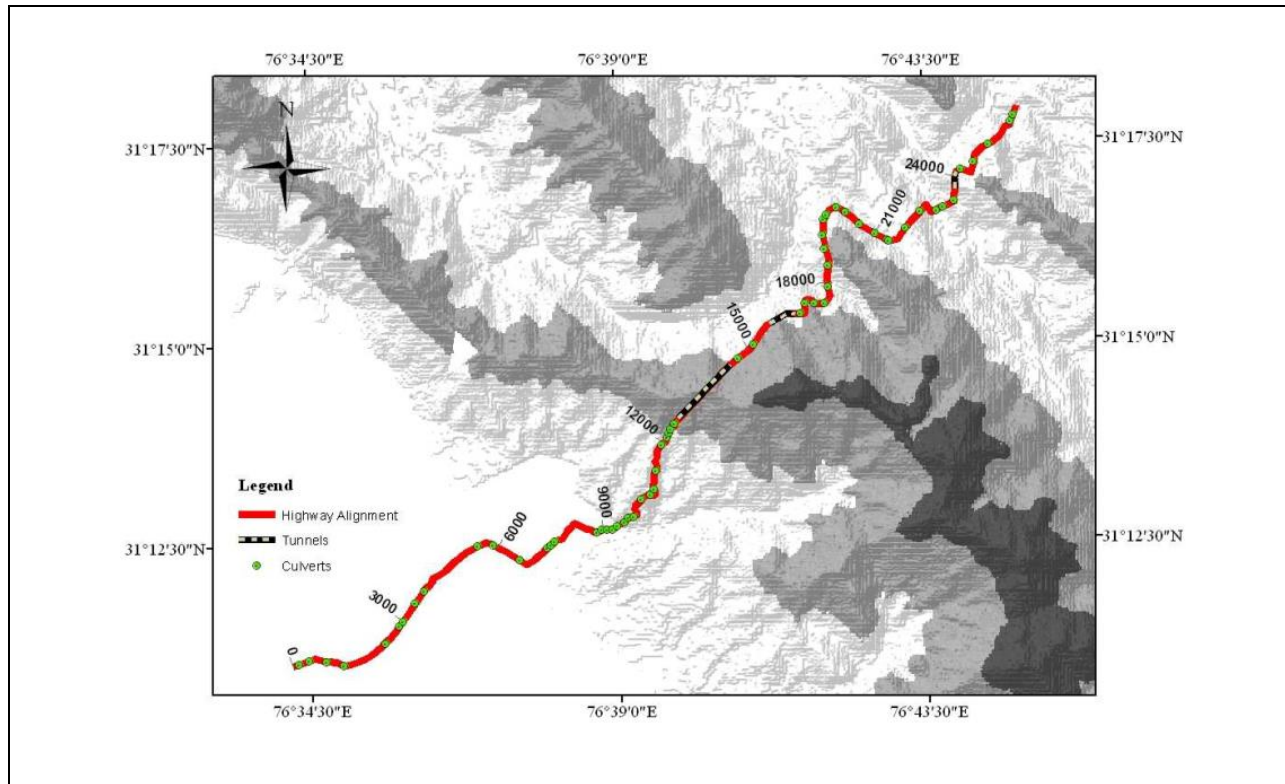 76°34'30"E
76°39'0"E
76°43'30"E
N
31°17'30"N
31°17'30"N
24000
21000
18000
15000
31°15'0"N
31°15'0"N
12000
Legend
Highway Alignment
Tunnels
Culverts
9000
6000
31°12'30"N
31°12'30"N
3000
0
76°34'30"E
76°39'0"E
76°43'30"E